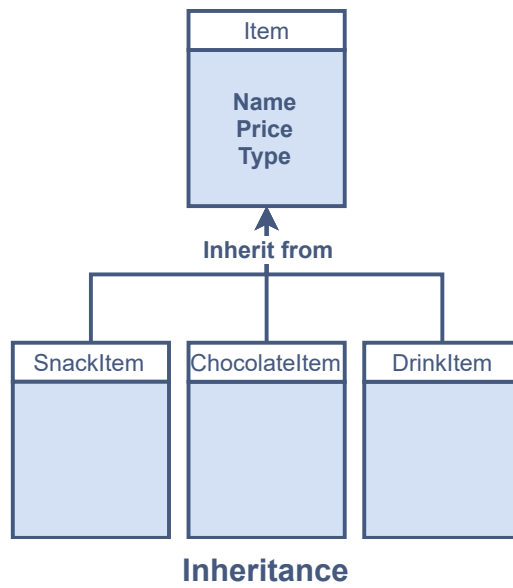 Item
Name
Price
Type
Inherit from
SnackItem
ChocolateItem
DrinkItem
Inheritance